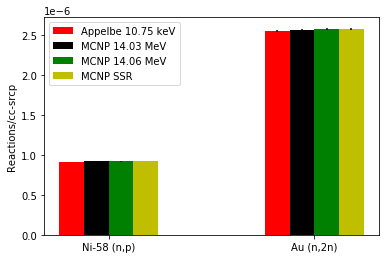 1e−6
Appelbe 10.75 keV
MCNP 14.03 MeV
MCNP 14.06 MeV
MCNP SSR
2.5
2.0
1.5
1.0
0.5
0.0
Reactions/cc-srcp
Ni-58 (n,p)
Au (n,2n)